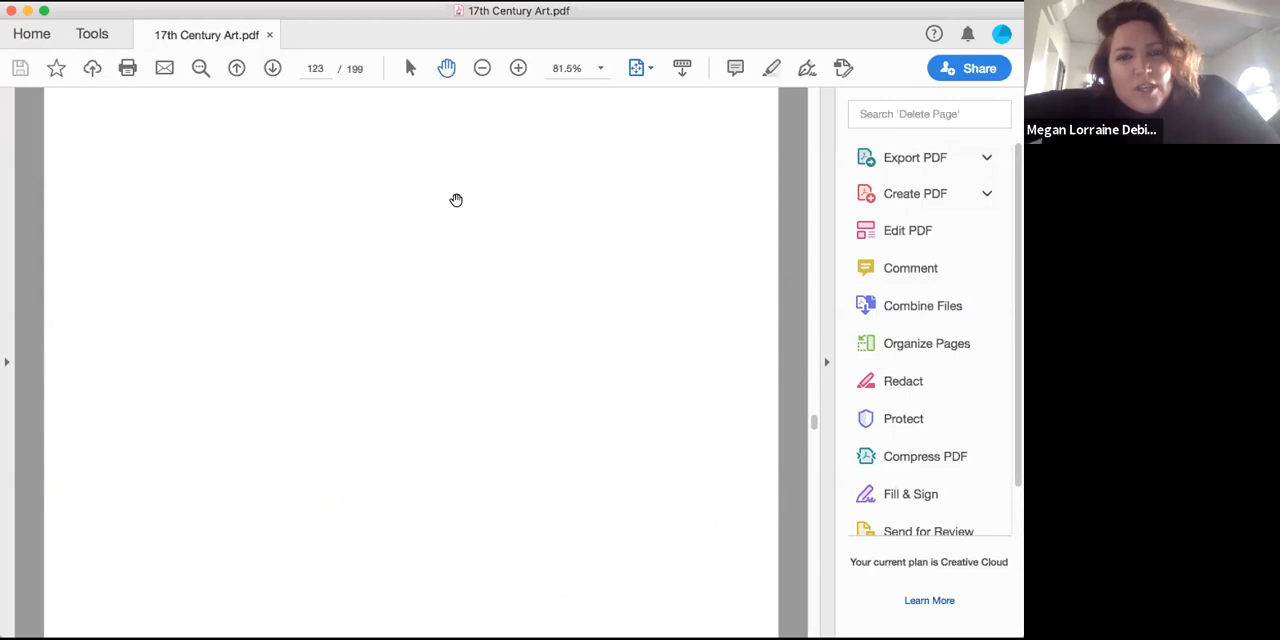 17th Century Art.pdf
Home
Tools
17th Century Art.pdf ×
123 / 199
81.5%
Share
Search 'Delete Page'
Export PDF
Create PDF
Edit PDF
Comment
Combine Files
Organize Pages
Redact
Protect
Compress PDF
Fill & Sign
Send for Review
Your current plan is Creative Cloud
Learn More
Megan Lorraine Debi...